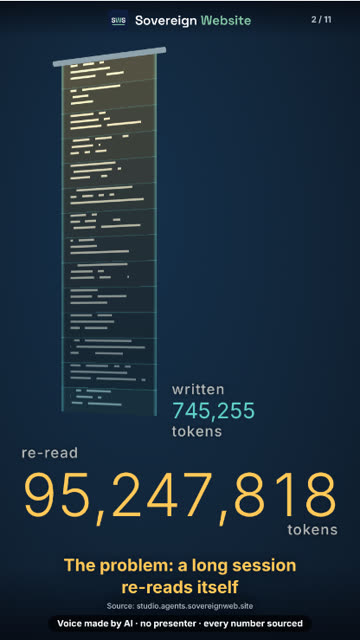 SWS Sovereign Website
2 / 11
written
745,255
tokens
re-read
95,247,818
tokens
The problem: a long session
re-reads itself
Source: studio.agents.sovereignweb.site
Voice made by AI · no presenter · every number sourced